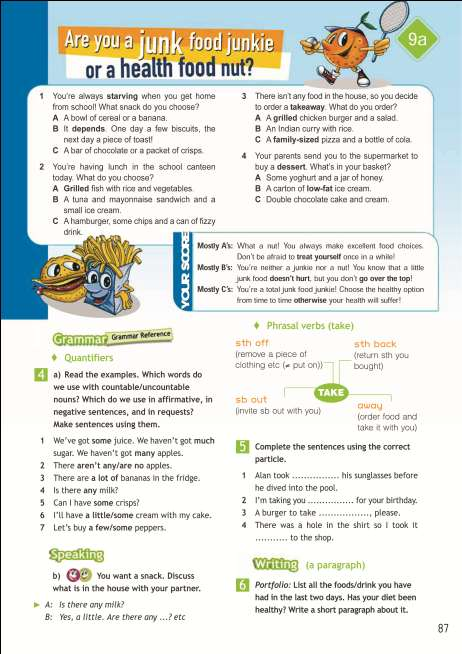 Are you a junk food junkie
or a health food nut?
9a
1 You're always starving when you get home
from school! What snack do you choose?
A A bowl of cereal or a banana.
B It depends. One day a few biscuits, the
next day a piece of toast!
C A bar of chocolate or a packet of crisps.
2 You're having lunch in the school canteen
today. What do you choose?
A Grilled fish with rice and vegetables.
B A tuna and mayonnaise sandwich and a
small ice cream.
C A hamburger, some chips and a can of fizzy
drink.
3 There isn't any food in the house, so you decide
to order a takeaway. What do you order?
A A grilled chicken burger and a salad.
B An Indian curry with rice.
C A family-sized pizza and a bottle of cola.
4 Your parents send you to the supermarket to
buy a dessert. What's in your basket?
A Some yoghurt and a jar of honey.
B A carton of low-fat ice cream.
C Double chocolate cake and cream.
YOUR SCORE
Mostly A's: What a nut! You always make excellent food choices.
Don't be afraid to treat yourself once in a while!
Mostly B's: You're neither a junkie nor a nut! You know that a little
junk food doesn't hurt, but you don't go over the top!
Mostly C's: You're a total junk food junkie! Choose the healthy option
from time to time otherwise your health will suffer!
Grammar Grammar Reference
♦ Quantifiers
4 a) Read the examples. Which words do
we use with countable/uncountable
nouns? Which do we use in affirmative, in
negative sentences, and in requests?
Make sentences using them.
1 We've got some juice. We haven't got much
sugar. We haven't got many apples.
2 There aren't any/are no apples.
3 There are a lot of bananas in the fridge.
4 Is there any milk?
5 Can I have some crisps?
6 I'll have a little/some cream with my cake.
7 Let's buy a few/some peppers.
Speaking
b) You want a snack. Discuss
what is in the house with your partner.
► A: Is there any milk?
B: Yes, a little. Are there any ...? etc
♦ Phrasal verbs (take)
sth off
(remove a piece of
clothing etc (≠ put on))
sth back
(return sth you
bought)
TAKE
sb out
(invite sb out with you)
away
(order food and
take it with you)
5 Complete the sentences using the correct
particle.
1 Alan took ................ his sunglasses before
he dived into the pool.
2 I'm taking you ................ for your birthday.
3 A burger to take ................., please.
4 There was a hole in the shirt so I took it
........... to the shop.
Writing (a paragraph)
6 Portfolio: List all the foods/drink you have
had in the last two days. Has your diet been
healthy? Write a short paragraph about it.
87